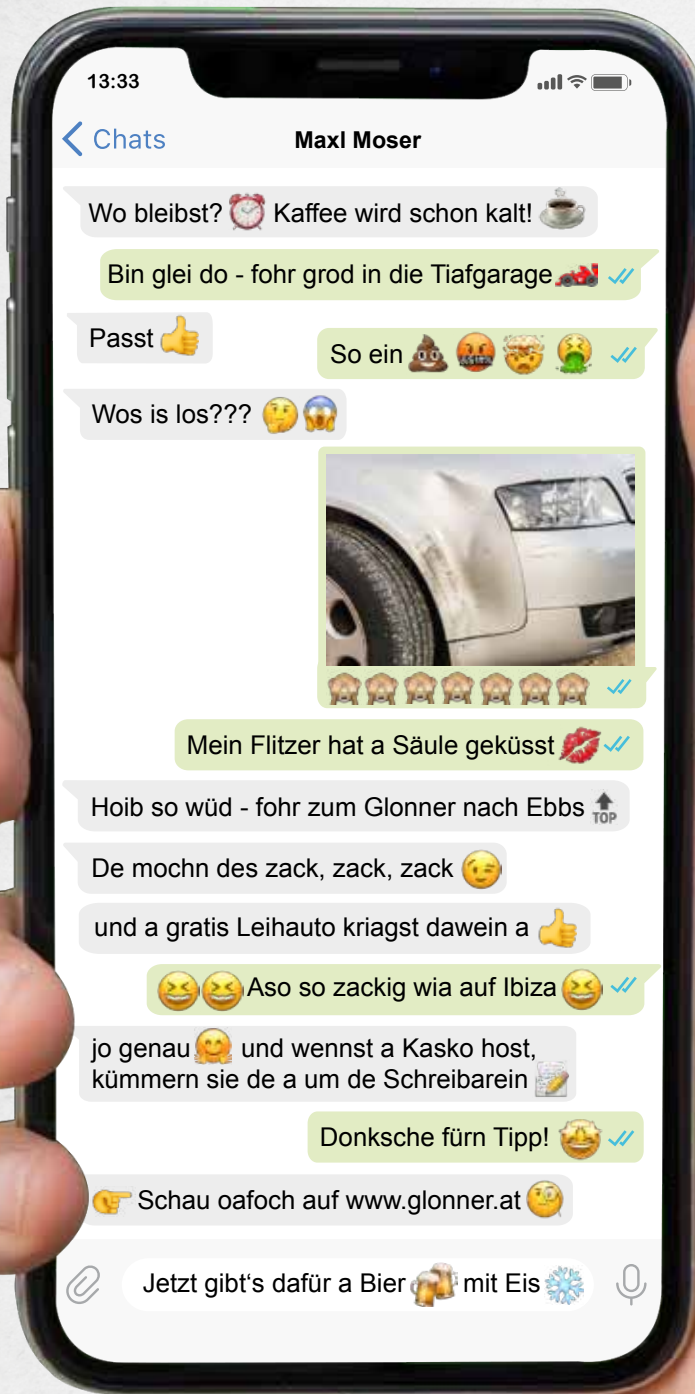 13:33
Chats
Maxl Moser
Wo bleibst? ⏰ Kaffee wird schon kalt! ☕
Bin glei do - fohr grod in die Tiafgarage 🏎️
Passt 👍
So ein 💩 🤬 🤯 🤮
Wos is los??? 🤔😱
🙈🙈🙈🙈🙈🙈🙈
Mein Flitzer hat a Säule geküsst 💋
Hoib so wüd - fohr zum Glonner nach Ebbs 🔝
De mochn des zack, zack, zack 😉
und a gratis Leihauto kriagst dawein a 👍
😆😆Aso so zackig wia auf Ibiza 😆
jo genau🤗 und wennst a Kasko host,
kümmern sie de a um de Schreibarein 📝
Donksche fürn Tipp! 🤩
👉 Schau oafoch auf www.glonner.at 🧐
Jetzt gibt‘s dafür a Bier 🍻 mit Eis ❄️